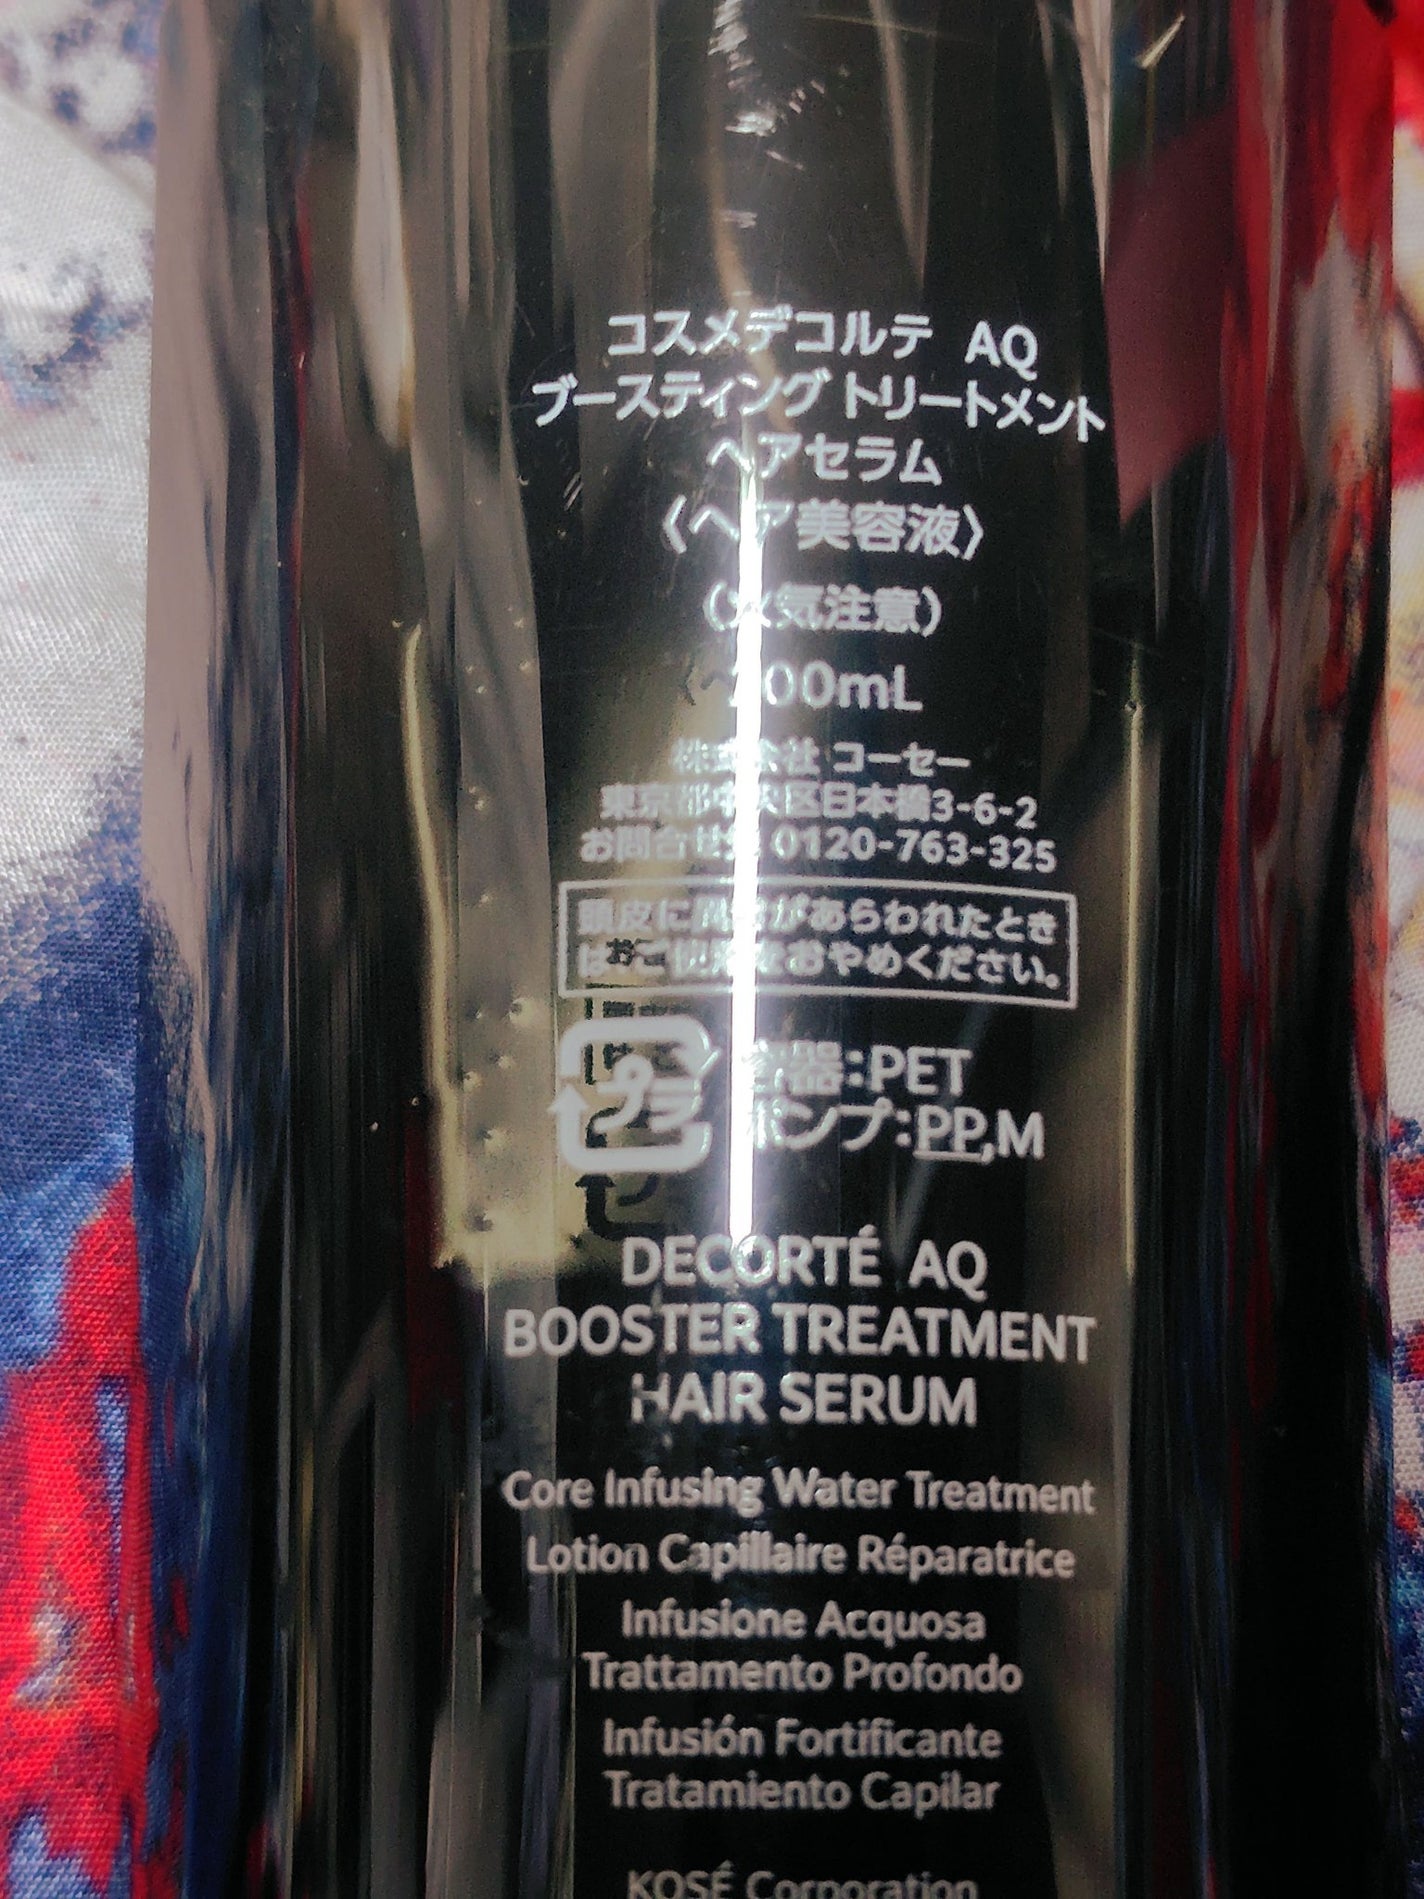 コスメデコルテ AQ
ブースティング トリートメント
ヘアセラム
〈ヘア美容液〉
(火気注意)
200mL
株式会社 コーセー
東京都中央区日本橋3-6-2
お問合せ先 0120-763-325
頭皮に異常があらわれたとき
はご使用をおやめください。
プラ
容器:PET
ポンプ:PP,M
DECORTÉ AQ
BOOSTER TREATMENT
HAIR SERUM
Core Infusing Water Treatment
Lotion Capillaire Réparatrice
Infusione Acquosa
Trattamento Profondo
Infusión Fortificante
Tratamiento Capilar
KOSÉ Corporation